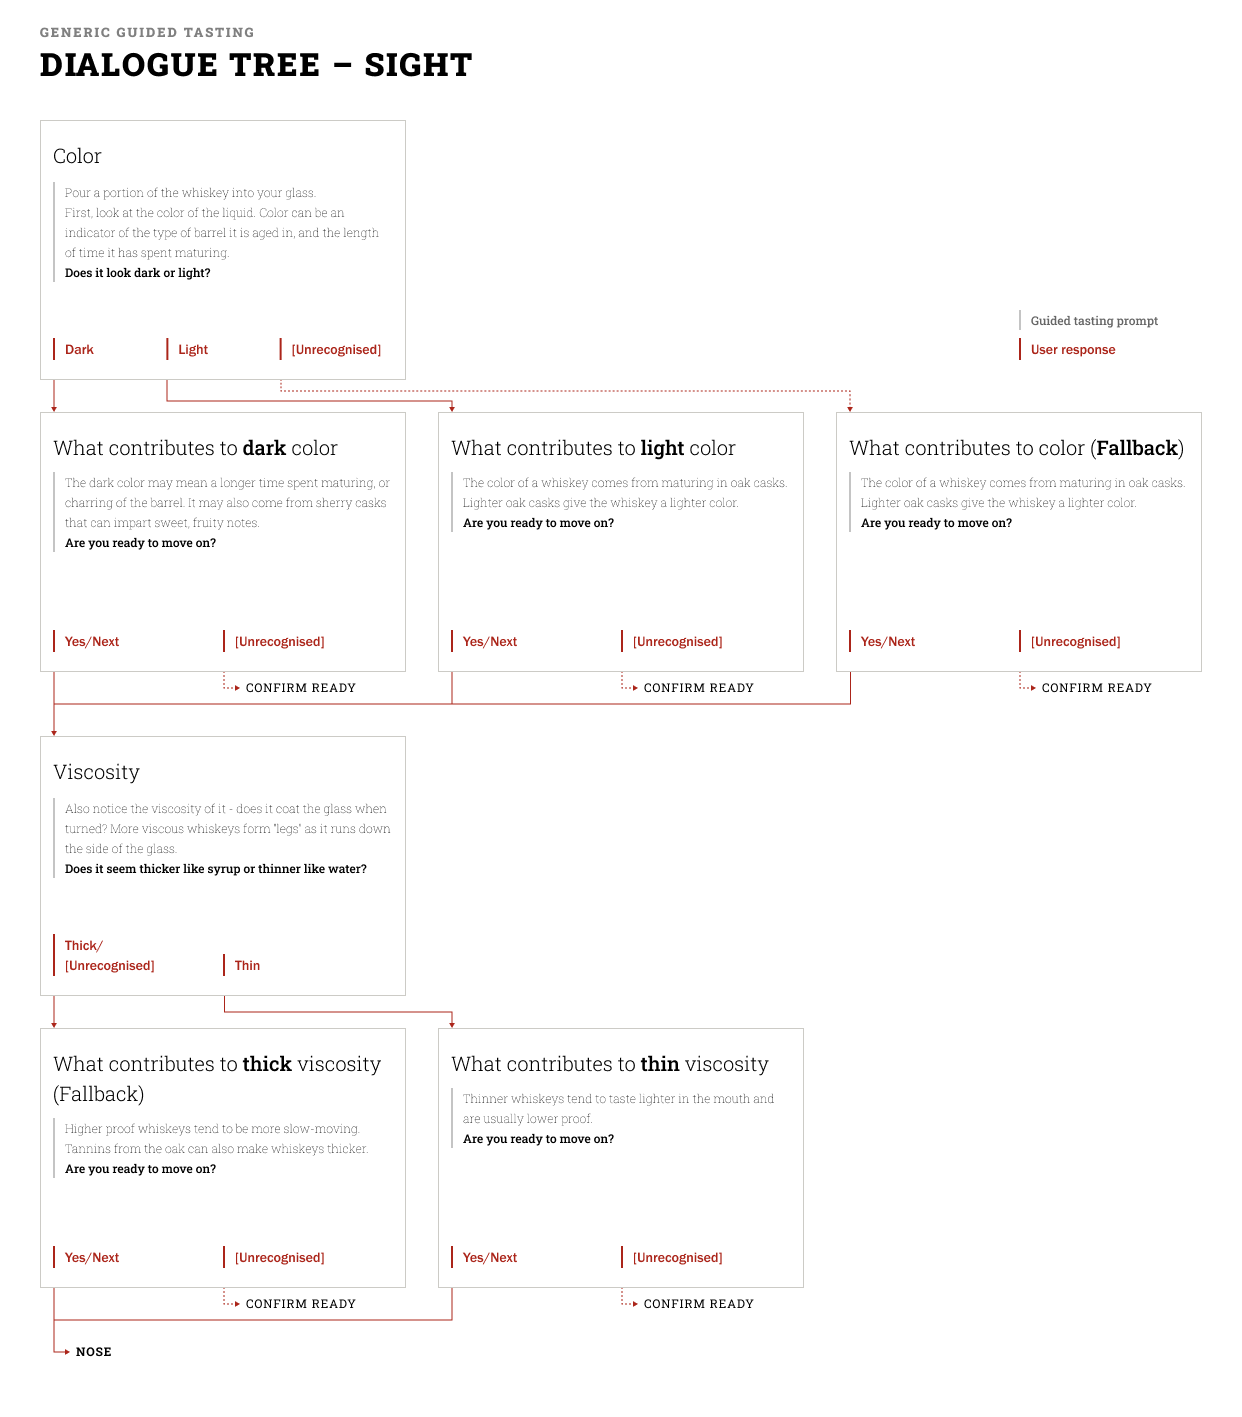 GENERIC GUIDED TASTING
DIALOGUE TREE – SIGHT
Color
Pour a portion of the whiskey into your glass.
First, look at the color of the liquid. Color can be an
indicator of the type of barrel it is aged in, and the length
of time it has spent maturing.
Does it look dark or light?
Dark
Light
[Unrecognised]
Guided tasting prompt
User response
What contributes to dark color
The dark color may mean a longer time spent maturing, or
charring of the barrel. It may also come from sherry casks
that can impart sweet, fruity notes.
Are you ready to move on?
Yes/Next
[Unrecognised]
CONFIRM READY
What contributes to light color
The color of a whiskey comes from maturing in oak casks.
Lighter oak casks give the whiskey a lighter color.
Are you ready to move on?
Yes/Next
[Unrecognised]
CONFIRM READY
What contributes to color (Fallback)
The color of a whiskey comes from maturing in oak casks.
Lighter oak casks give the whiskey a lighter color.
Are you ready to move on?
Yes/Next
[Unrecognised]
CONFIRM READY
Viscosity
Also notice the viscosity of it - does it coat the glass when
turned? More viscous whiskeys form "legs" as it runs down
the side of the glass.
Does it seem thicker like syrup or thinner like water?
Thick/
[Unrecognised]
Thin
What contributes to thick viscosity
(Fallback)
Higher proof whiskeys tend to be more slow-moving.
Tannins from the oak can also make whiskeys thicker.
Are you ready to move on?
Yes/Next
[Unrecognised]
CONFIRM READY
What contributes to thin viscosity
Thinner whiskeys tend to taste lighter in the mouth and
are usually lower proof.
Are you ready to move on?
Yes/Next
[Unrecognised]
CONFIRM READY
NOSE